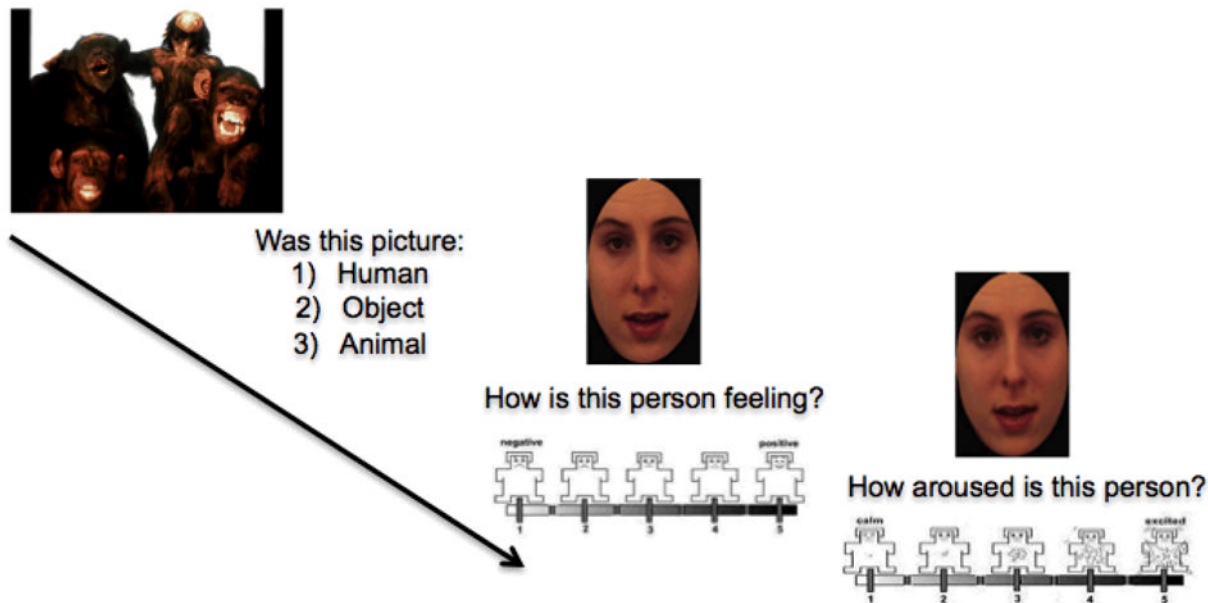 Was this picture:
1) Human
2) Object
3) Animal
How is this person feeling?
negative positive
1 2 3 4 5
How aroused is this person?
calm excited
1 2 3 4 5